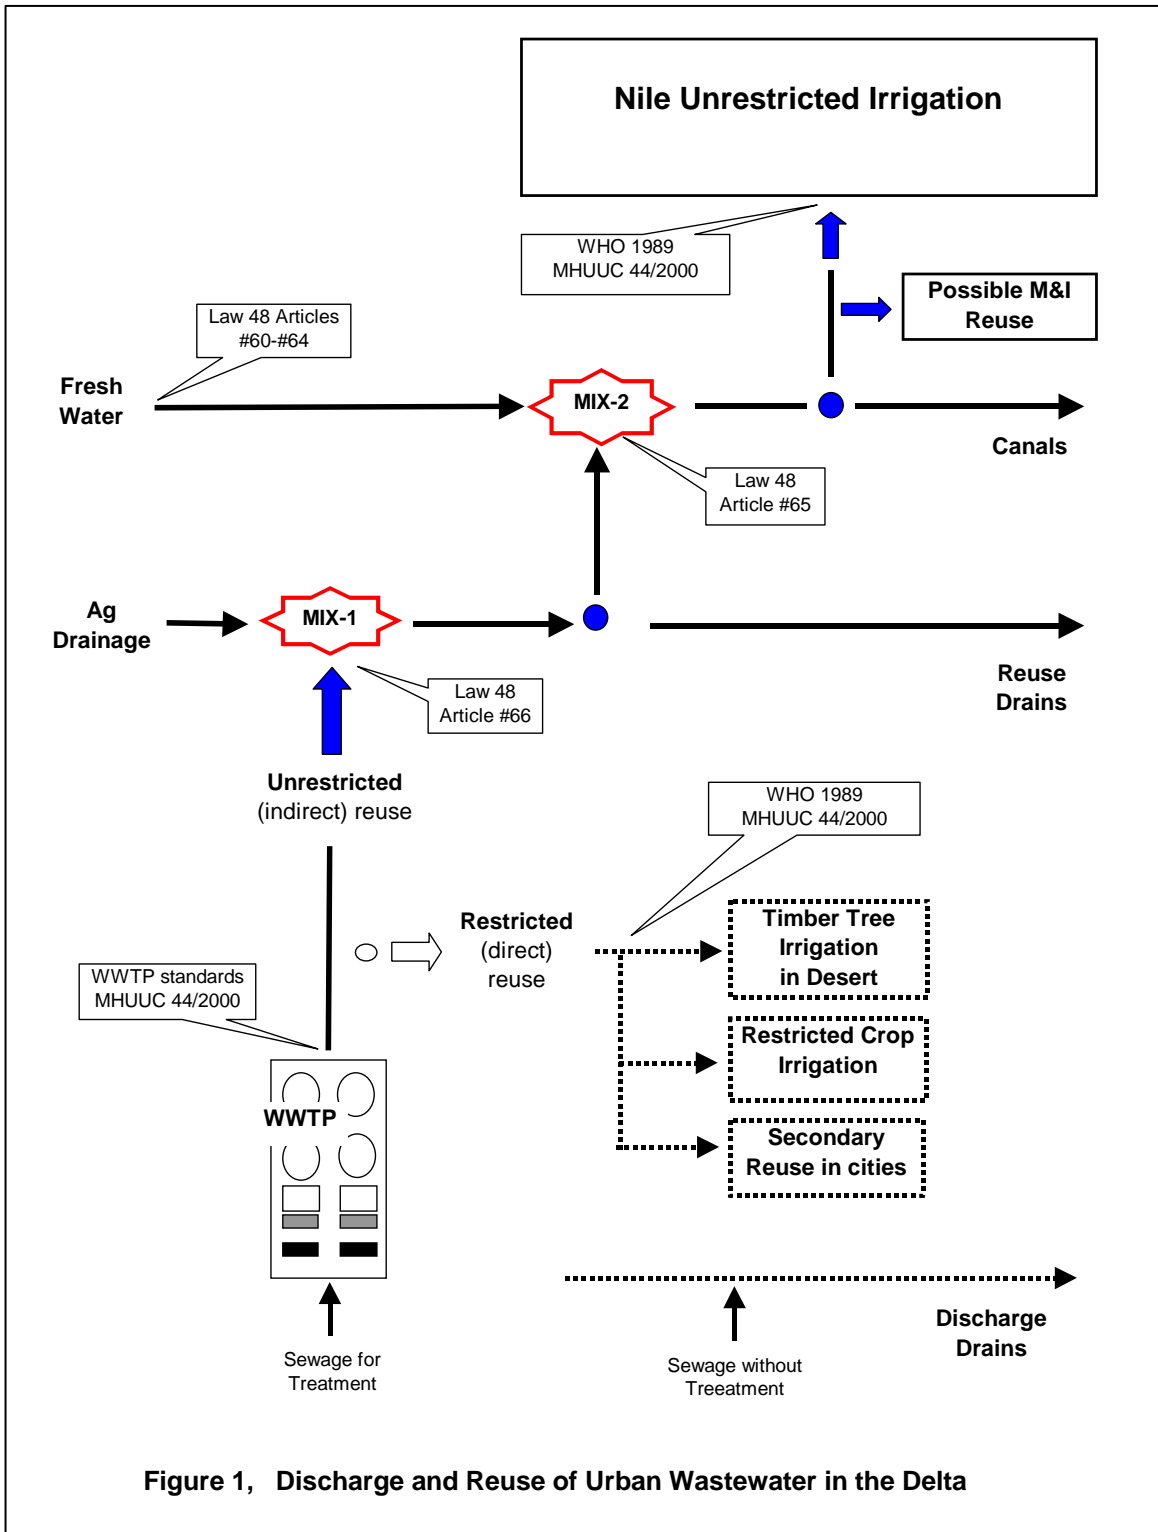 Nile Unrestricted Irrigation
WHO 1989
MHUUC 44/2000
Possible M&I
Reuse
Law 48 Articles
#60-#64
Fresh
Water
MIX-2
Canals
Law 48
Article #65
Ag
Drainage
MIX-1
Reuse
Drains
Law 48
Article #66
Unrestricted
(indirect) reuse
WHO 1989
MHUUC 44/2000
Restricted
(direct)
reuse
Timber Tree
Irrigation
in Desert
WWTP standards
MHUUC 44/2000
Restricted Crop
Irrigation
WWTP
Secondary
Reuse in cities
Discharge
Drains
Sewage for
Treatment
Sewage without
Treeatment
Figure 1, Discharge and Reuse of Urban Wastewater in the Delta